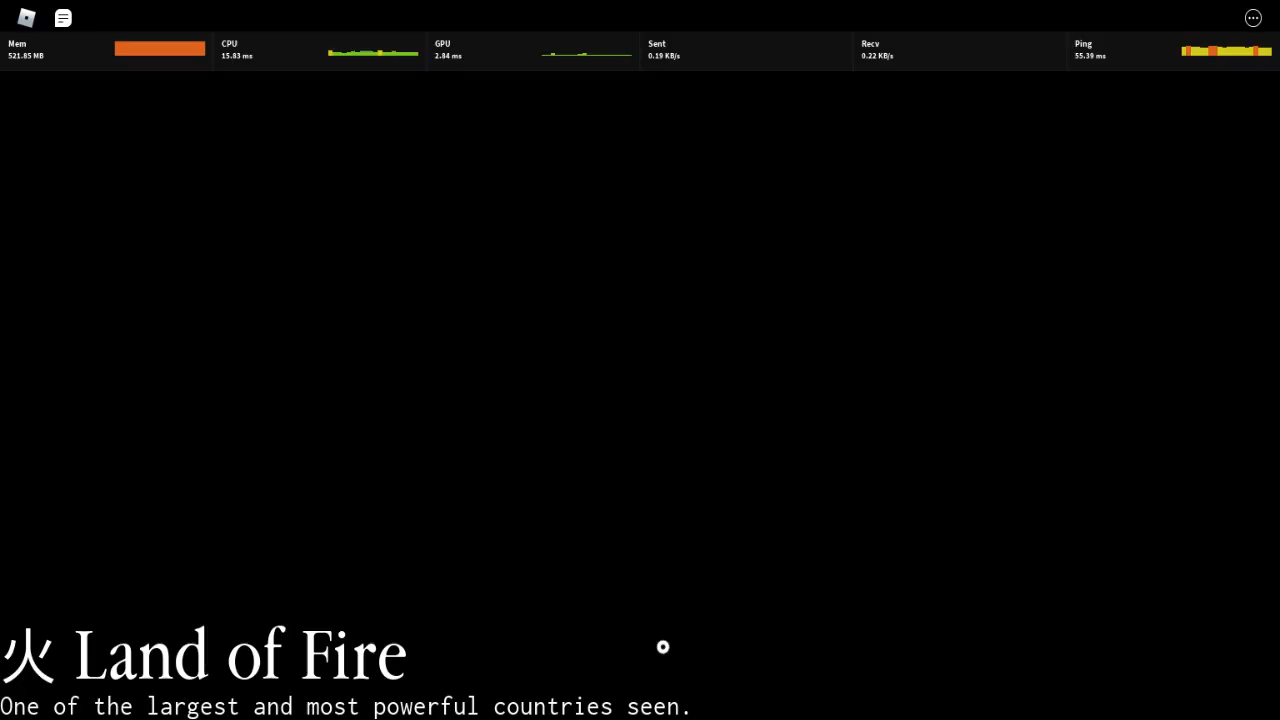 Mem CPU GPU Sent Recv Ping
521.85 MB 15.83 ms 2.84 ms 0.19 KB/s 0.22 KB/s 55.39 ms
火 Land of Fire
One of the largest and most powerful countries seen.